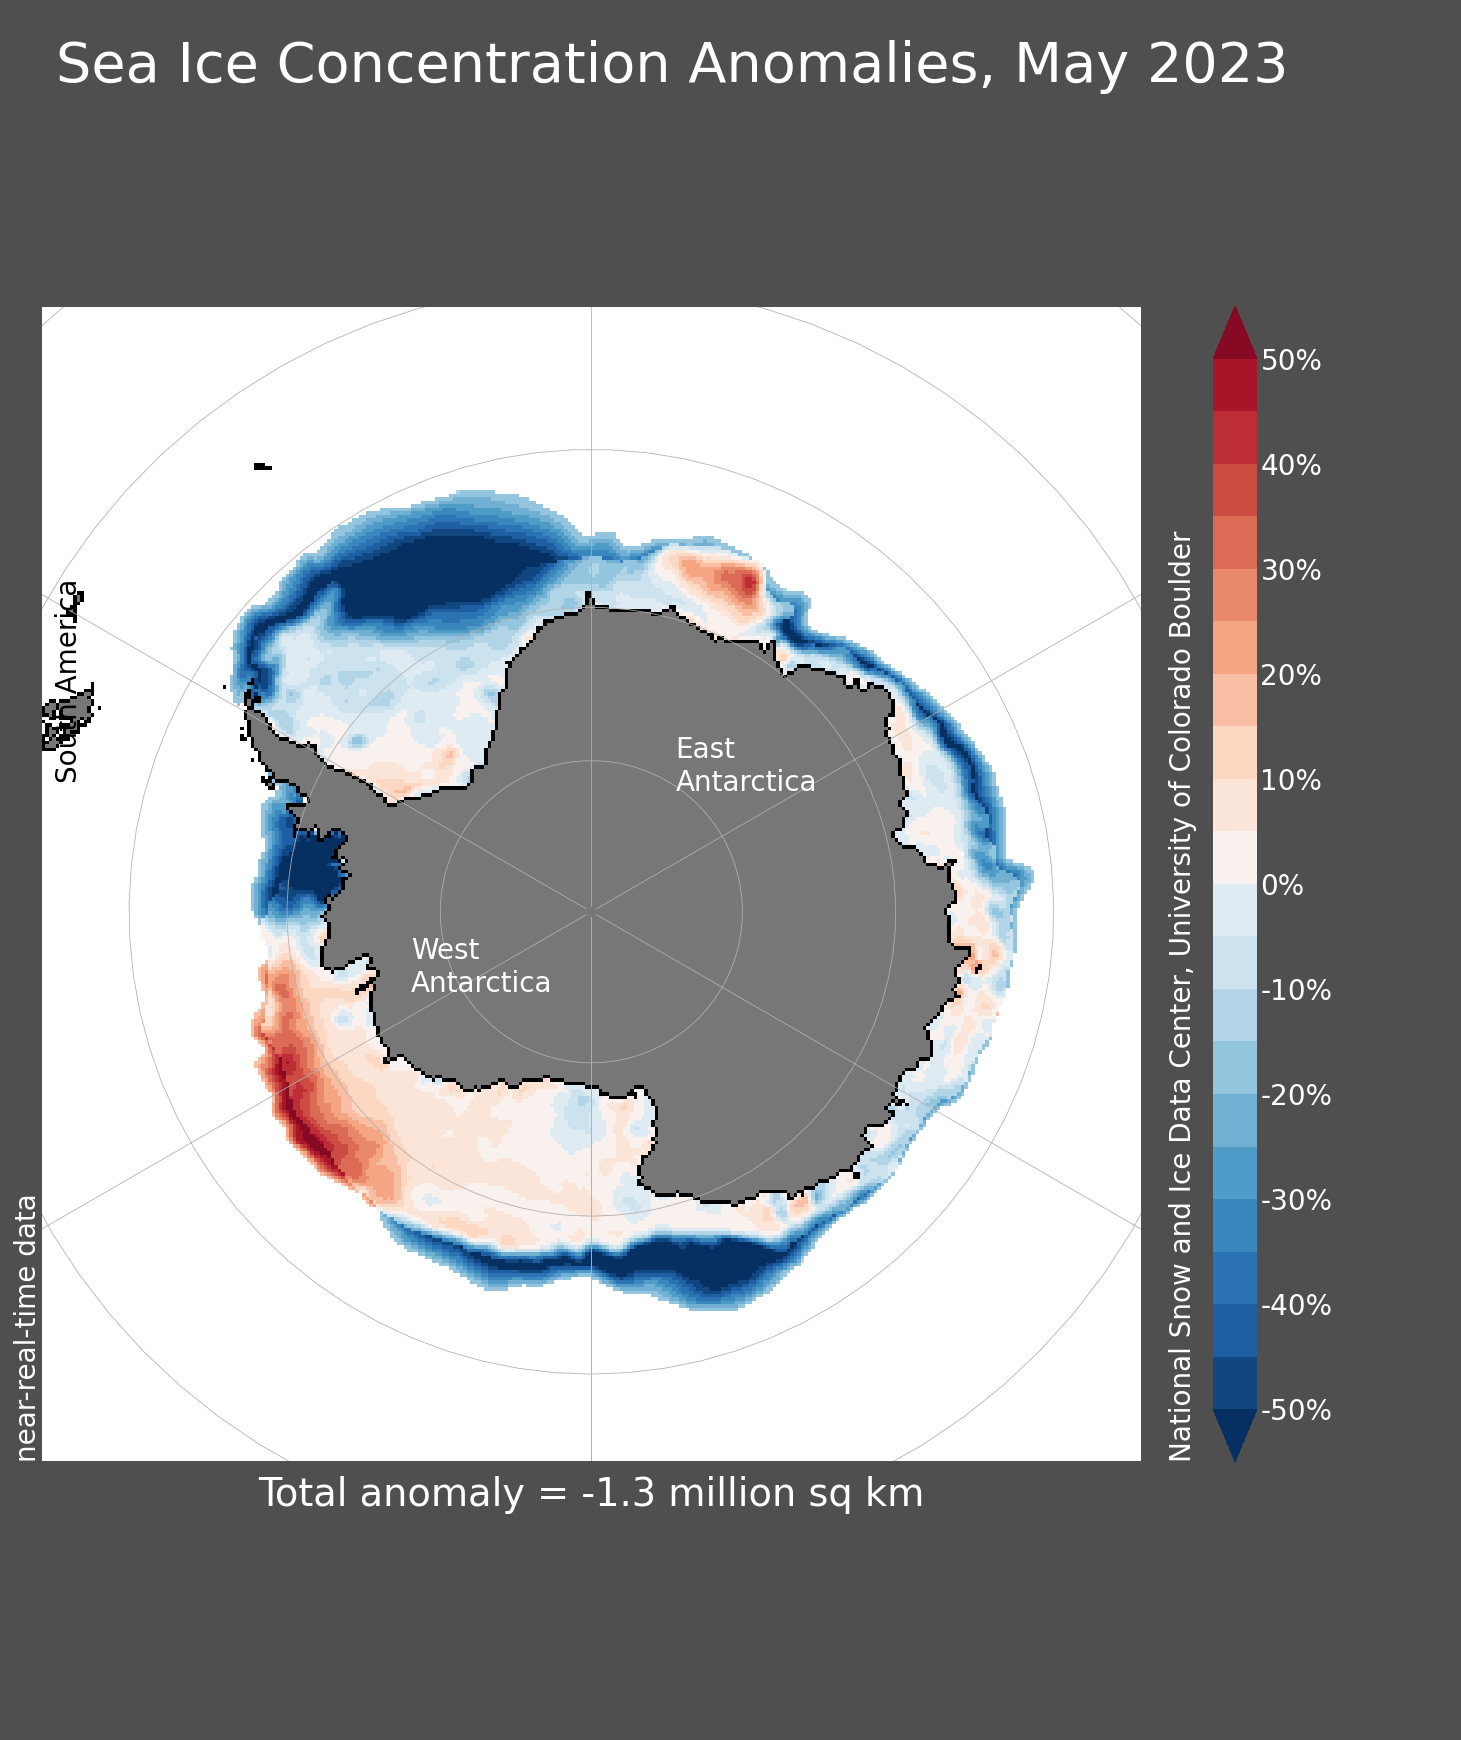 Sea Ice Concentration Anomalies, May 2023
South America
East
Antarctica
West
Antarctica
near-real-time data
National Snow and Ice Data Center, University of Colorado Boulder
50%
40%
30%
20%
10%
0%
-10%
-20%
-30%
-40%
-50%
Total anomaly = -1.3 million sq km